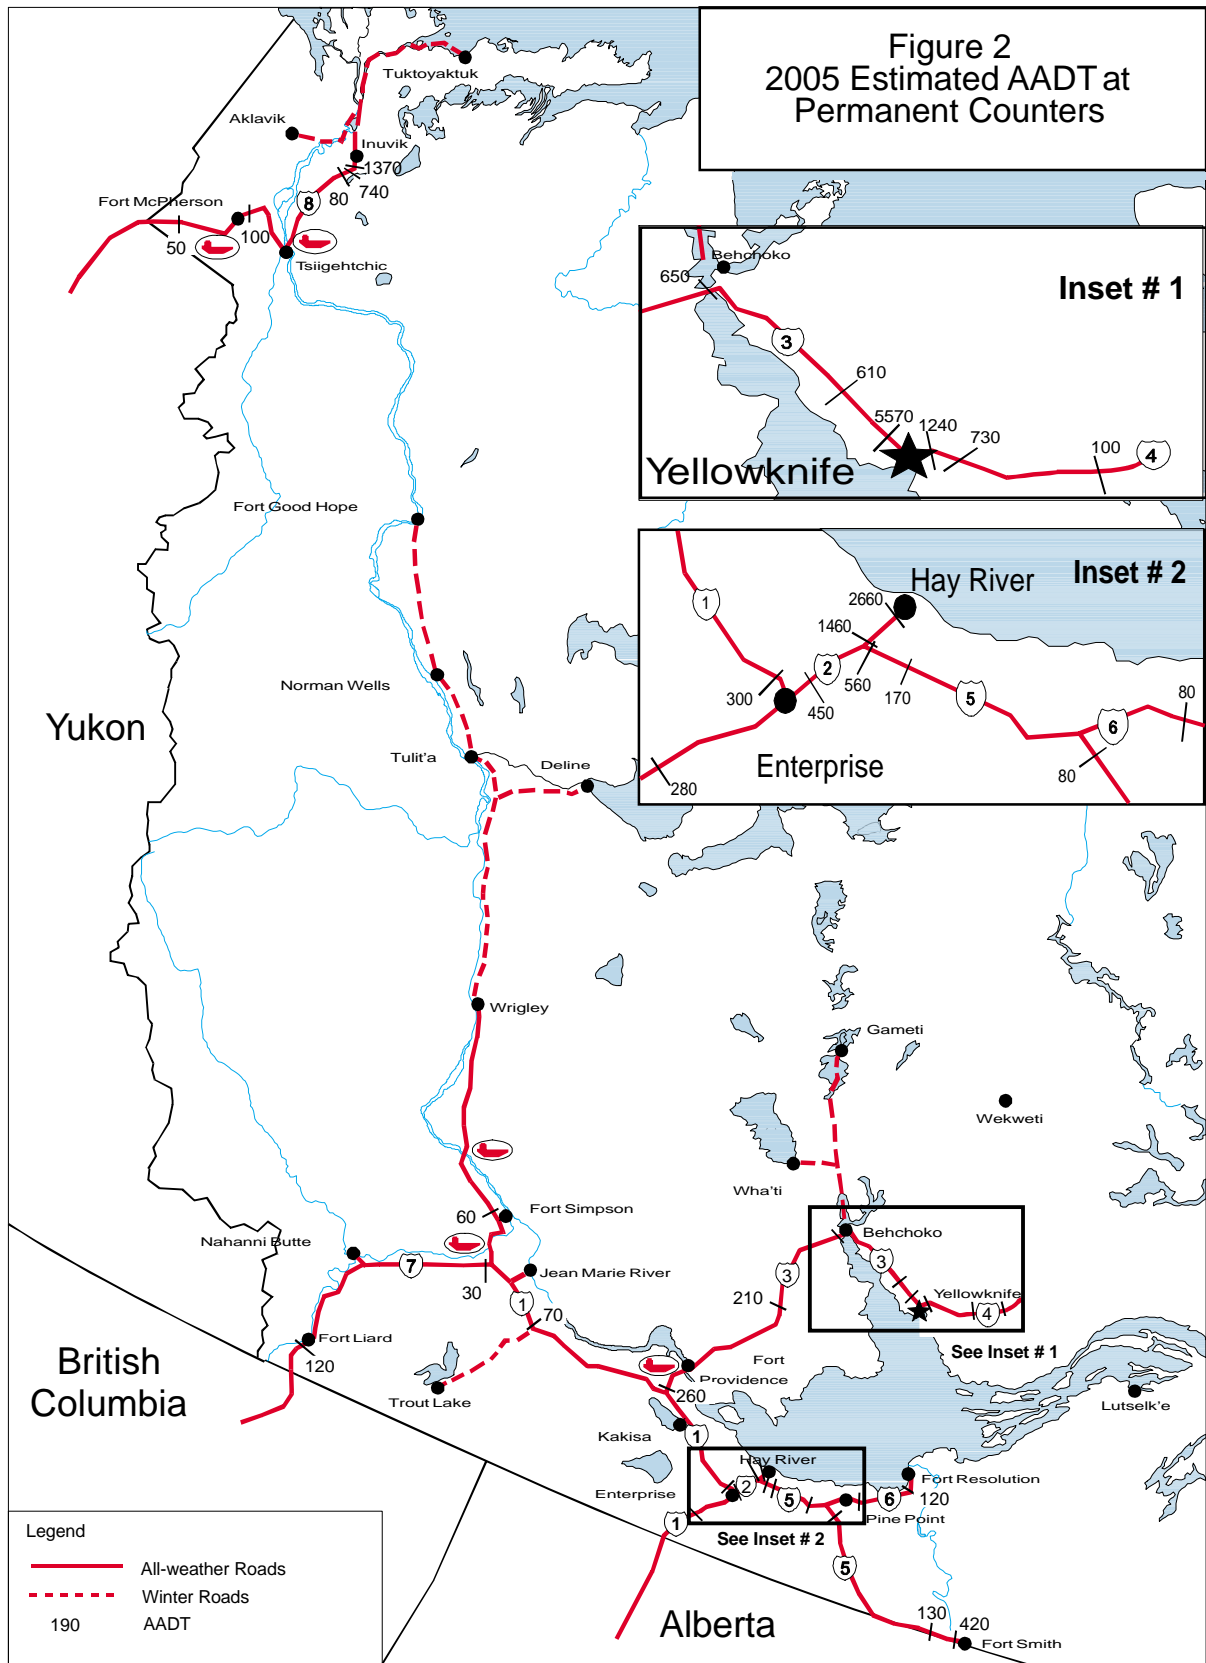 Figure 2
2005 Estimated AADT at
Permanent Counters
Tuktoyaktuk
Aklavik
Inuvik
1370
740
80
8
Fort McPherson
50
100
Tsiigehtchic
Inset # 1
Behchoko
650
3
610
5570
1240
730
100
4
Yellowknife
Fort Good Hope
Inset # 2
Hay River
1
2660
1460
2
560
170
300
450
5
6
80
80
280
Enterprise
Norman Wells
Yukon
Tulit'a
Deline
Wrigley
Gameti
Wekweti
Wha'ti
Fort Simpson
60
Behchoko
Nahanni Butte
7
30
Jean Marie River
3
3
1
210
70
Yellowknife
4
Fort Liard
120
See Inset # 1
British
Columbia
Fort
Providence
260
Trout Lake
Lutselk'e
Kakisa
1
Hay River
Enterprise
2
5
6
Fort Resolution
120
Pine Point
1
See Inset # 2
5
Legend
All-weather Roads
Winter Roads
190 AADT
Alberta
130
420
Fort Smith